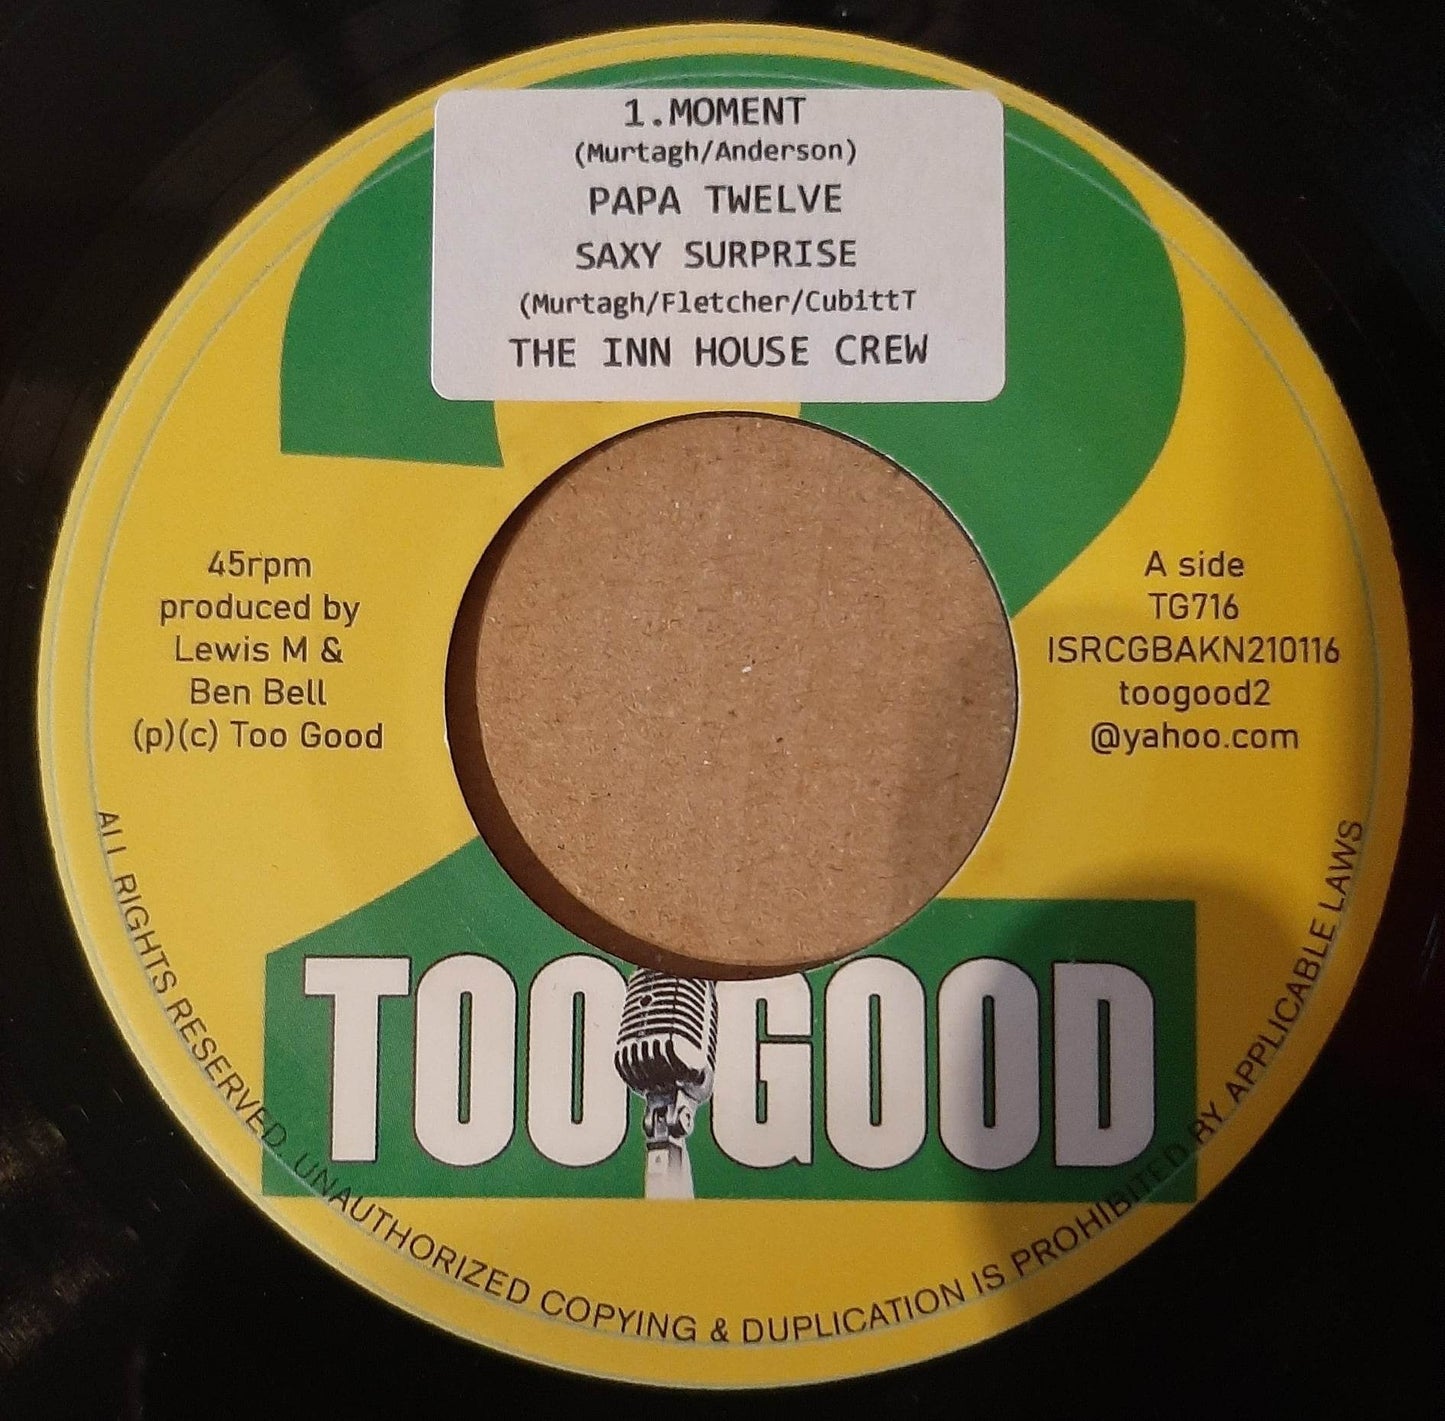 1.MOMENT
(Murtagh/Anderson)
PAPA TWELVE
SAXY SURPRISE
(Murtagh/Fletcher/CubittT
THE INN HOUSE CREW
45rpm
produced by
Lewis M &
Ben Bell
(p)(c) Too Good
A side
TG716
ISRCGBAKN210116
toogood2
@yahoo.com
TOO GOOD
ALL RIGHTS RESERVED. UNAUTHORIZED COPYING & DUPLICATION IS PROHIBITED BY APPLICABLE LAWS
2